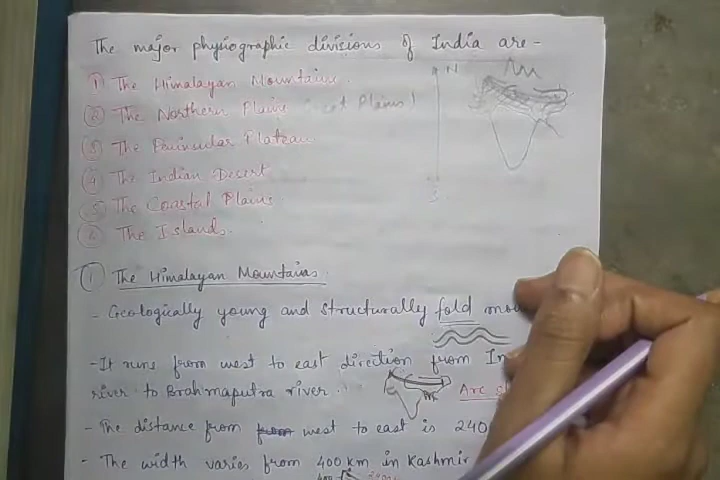 The major physiographic divisions of India are -
① The Himalayan Mountains.
② The Northern Plains ( Plains)
③ The Peninsular Plateau
④ The Indian Desert
⑤ The Coastal Plains.
⑥ The Islands.
N
S
① The Himalayan Mountains.
- Geologically young and structurally fold
- It runs from west to east direction from
river to Brahmaputra river.
Arc
- The distance from west to east is 240
- The width varies from 400 km in Kashmir